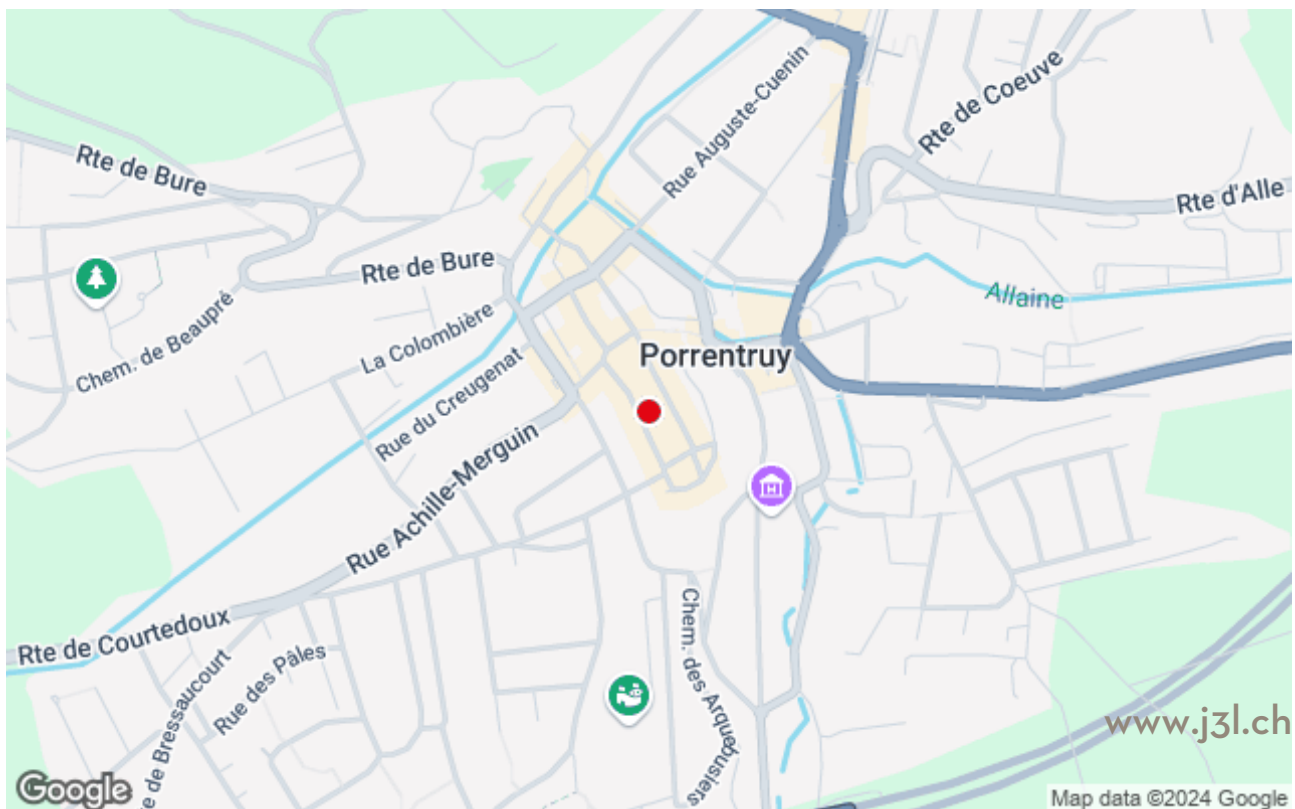 Rue Auguste-Cuenin
Rte de Coeuve
Rte de Bure
Rte d'Alle
Rte de Bure
Allaine
Chem. de Beaupré
La Colombière
Porrentruy
Rue du Creugenat
Rue Achille-Merguin
Rte de Courtedoux
Chem. des Arquebusiers
Rue des Pâles
e de Bressaucourt
H
www.j3l.ch
Google
Map data ©2024 Google